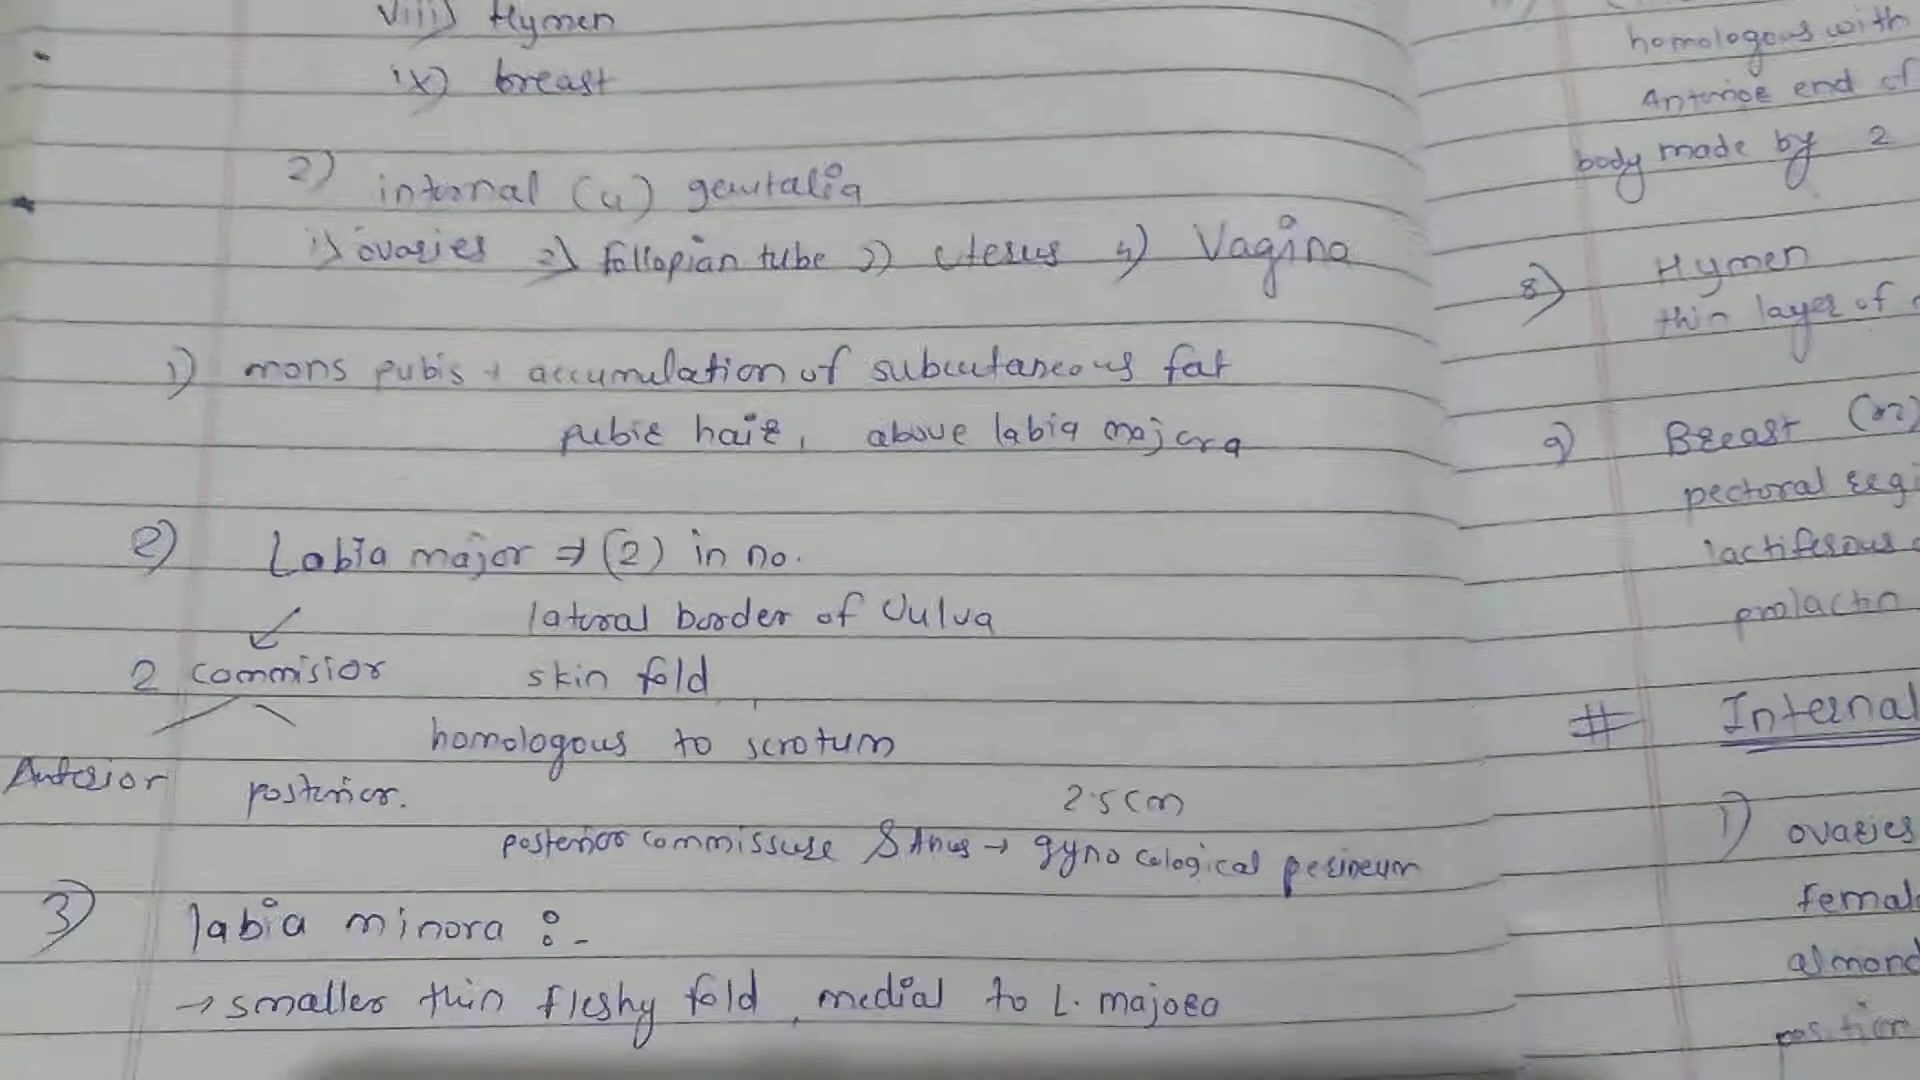 viii) Hymen
ix) breast
2) internal (4) genitalia
1) ovaries 2) fallopian tube 3) uterus 4) Vagina
1) mons pubis → accumulation of subcutaneous fat
pubic hair, above labia majora
2) Labia major ⇒ (2) in no.
lateral border of vulva
2 commisior skin fold
homologous to scrotum
Anterior posterior.
2.5 cm
posterior commissure & Anus → gynocological perineum
3) labia minora :-
→ smaller thin fleshy fold, medial to L. majora
homologous with
Anterior end of
body made by 2
8) Hymen
thin layer of
9) Breast
pectoral
lactiferous
prolactin
# Internal
1) ovaries
almond
position